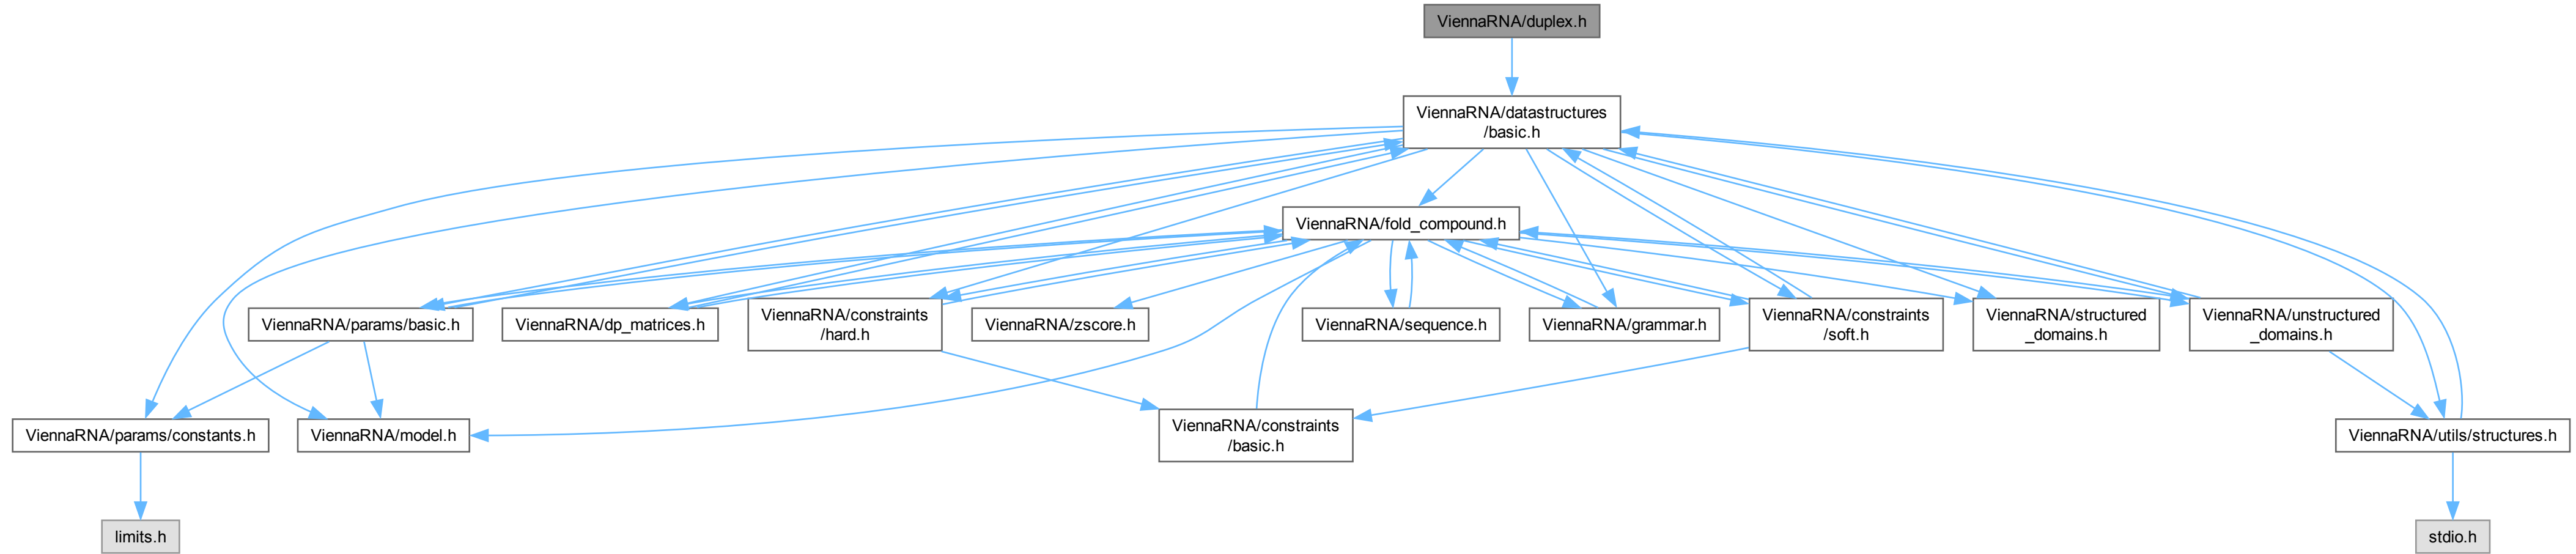 ViennaRNA/duplex.h
ViennaRNA/datastructures
/basic.h
ViennaRNA/fold_compound.h
ViennaRNA/params/basic.h
ViennaRNA/dp_matrices.h
ViennaRNA/constraints
/hard.h
ViennaRNA/zscore.h
ViennaRNA/sequence.h
ViennaRNA/grammar.h
ViennaRNA/constraints
/soft.h
ViennaRNA/structured
_domains.h
ViennaRNA/unstructured
_domains.h
ViennaRNA/params/constants.h
ViennaRNA/model.h
ViennaRNA/constraints
/basic.h
ViennaRNA/utils/structures.h
limits.h
stdio.h